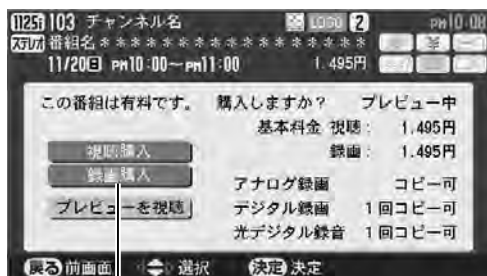 1125i 103 チャンネル名 LOGO 2 PM10:08
ステレオ 番組名＊＊＊＊＊＊＊＊＊＊＊＊＊＊
11/20日 PM10:00〜PM11:00 1.495円
この番組は有料です。 購入しますか？ プレビュー中
基本料金 視聴： 1.495円
視聴購入 録画： 1.495円
録画購入 アナログ録画 コピー可
プレビューを視聴 デジタル録画 1回コピー可
光デジタル録音 1回コピー可
戻る 前画面 選択 決定 決定